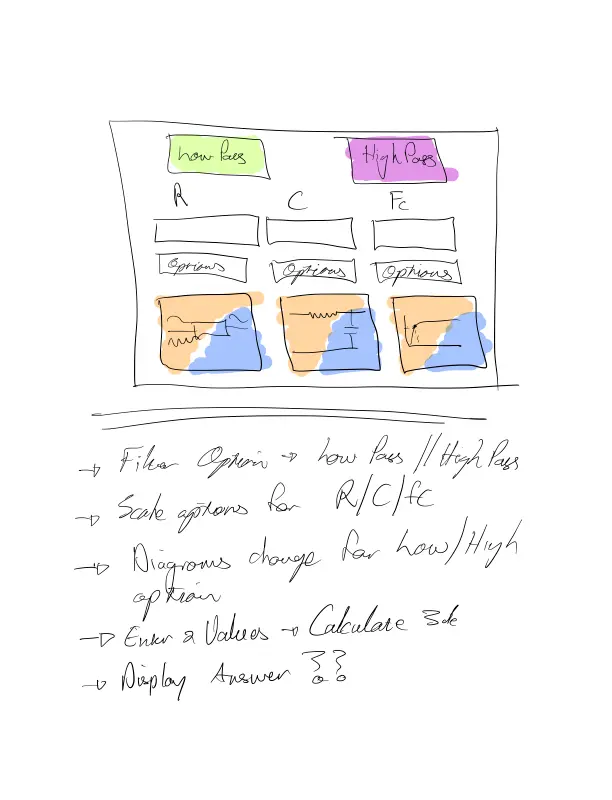 Low Pass High Pass
R C Fc
Options Options Options
→ Filter Option → Low Pass // High Pass
→ Scale options for R/C/fc
→ Diagrams change for Low/High
option
→ Enter 2 Values → Calculate 3de
→ Display Answer ??